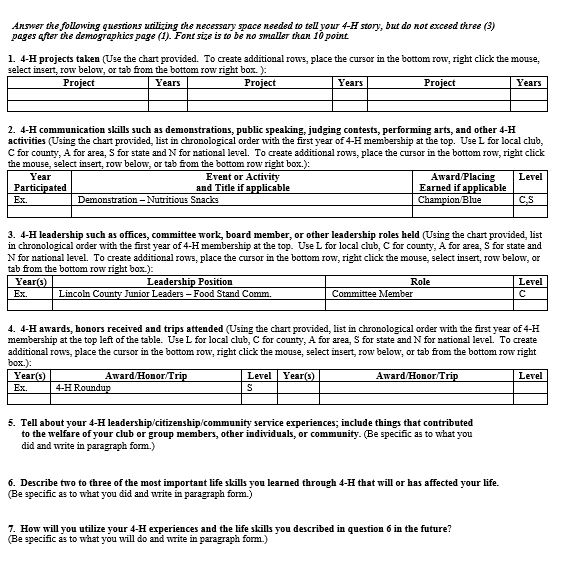 Answer the following questions utilizing the necessary space needed to tell your 4-H story, but do not exceed three (3)
pages after the demographics page (1). Font size is to be no smaller than 10 point.
1. 4-H projects taken (Use the chart provided. To create additional rows, place the cursor in the bottom row, right click the mouse,
select insert, row below, or tab from the bottom row right box. ):
Project Years Project Years Project Years
2. 4-H communication skills such as demonstrations, public speaking, judging contests, performing arts, and other 4-H
activities (Using the chart provided, list in chronological order with the first year of 4-H membership at the top. Use L for local club,
C for county, A for area, S for state and N for national level. To create additional rows, place the cursor in the bottom row, right click
the mouse, select insert, row below, or tab from the bottom row right box.):
Year Event or Activity Award/Placing Level
Participated and Title if applicable Earned if applicable
Ex. Demonstration – Nutritious Snacks Champion/Blue C,S
3. 4-H leadership such as offices, committee work, board member, or other leadership roles held (Using the chart provided, list
in chronological order with the first year of 4-H membership at the top. Use L for local club, C for county, A for area, S for state and
N for national level. To create additional rows, place the cursor in the bottom row, right click the mouse, select insert, row below, or
tab from the bottom row right box.):
Year(s) Leadership Position Role Level
Ex. Lincoln County Junior Leaders – Food Stand Comm. Committee Member C
4. 4-H awards, honors received and trips attended (Using the chart provided, list in chronological order with the first year of 4-H
membership at the top left of the table. Use L for local club, C for county, A for area, S for state and N for national level. To create
additional rows, place the cursor in the bottom row, right click the mouse, select insert, row below, or tab from the bottom row right
box.):
Year(s) Award/Honor/Trip Level Year(s) Award/Honor/Trip Level
Ex. 4-H Roundup S
5. Tell about your 4-H leadership/citizenship/community service experiences; include things that contributed
to the welfare of your club or group members, other individuals, or community. (Be specific as to what you
did and write in paragraph form.)
6. Describe two to three of the most important life skills you learned through 4-H that will or has affected your life.
(Be specific as to what you did and write in paragraph form.)
7. How will you utilize your 4-H experiences and the life skills you described in question 6 in the future?
(Be specific as to what you will do and write in paragraph form.)